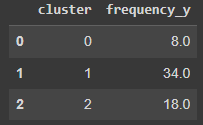 cluster frequency_y
0 0 8.0
1 1 34.0
2 2 18.0